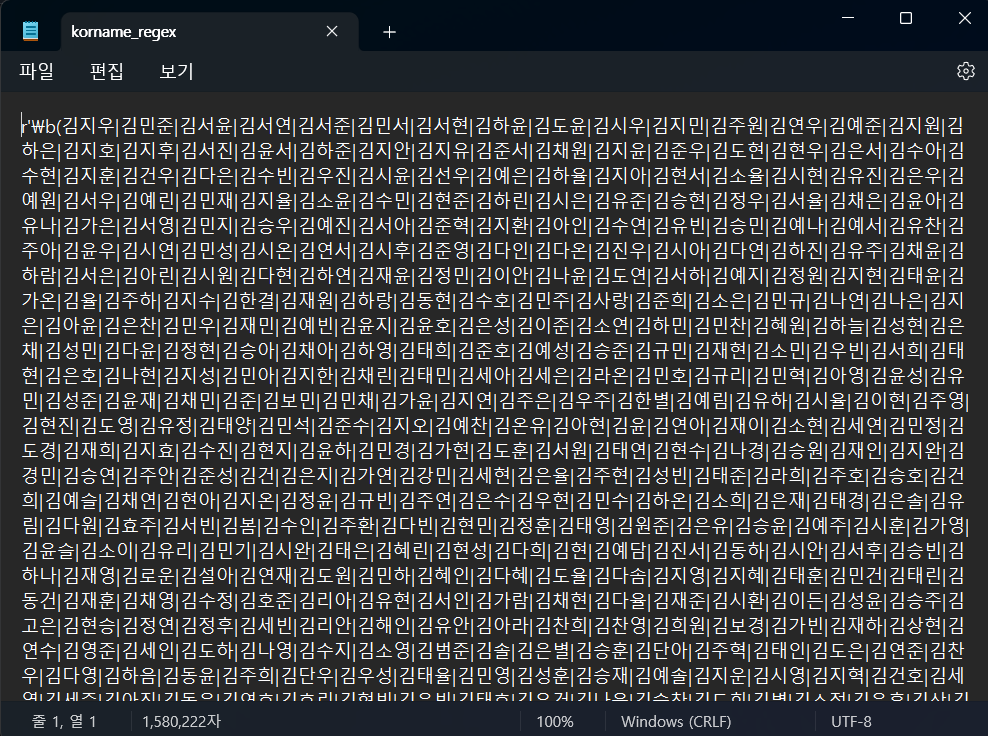 korname_regex
파일 편집 보기
r'₩b(김지우|김민준|김서윤|김서연|김서준|김민서|김서현|김하윤|김도윤|김시우|김지민|김주원|김연우|김예준|김지원|김
하은|김지호|김지후|김서진|김윤서|김하준|김지안|김지유|김준서|김채원|김지윤|김준우|김도현|김현우|김은서|김수아|김
수현|김지훈|김건우|김다은|김수빈|김우진|김시윤|김선우|김예은|김하율|김지아|김현서|김소율|김시현|김유진|김은우|김
예원|김서우|김예린|김민재|김지율|김소윤|김수민|김현준|김하린|김시은|김유준|김승현|김정우|김서율|김채은|김윤아|김
유나|김가은|김서영|김민지|김승우|김예진|김서아|김준혁|김지환|김아인|김수연|김유빈|김승민|김예나|김예서|김유찬|김
주아|김윤우|김시연|김민성|김시온|김연서|김시후|김준영|김다인|김다온|김진우|김시아|김다연|김하진|김유주|김채윤|김
하람|김서은|김아린|김시원|김다현|김하연|김재윤|김정민|김이안|김나윤|김도연|김서하|김예지|김정원|김지현|김태윤|김
가온|김율|김주하|김지수|김한결|김재원|김하랑|김동현|김수호|김민주|김사랑|김준희|김소은|김민규|김나연|김나은|김지
은|김아윤|김은찬|김민우|김재민|김예빈|김윤지|김윤호|김은성|김이준|김소연|김하민|김민찬|김혜원|김하늘|김성현|김은
채|김성민|김다윤|김정현|김승아|김채아|김하영|김태희|김준호|김예성|김승준|김규민|김재현|김소민|김우빈|김서희|김태
현|김은호|김나현|김지성|김민아|김지한|김채린|김태민|김세아|김세은|김라온|김민호|김규리|김민혁|김아영|김윤성|김유
민|김성준|김윤재|김채민|김준|김보민|김민채|김가윤|김지연|김주은|김우주|김한별|김예림|김유하|김시율|김이현|김주영|
김현진|김도영|김유정|김태양|김민석|김준수|김지오|김예찬|김온유|김아현|김윤|김연아|김재이|김소현|김세연|김민정|김
도경|김재희|김지효|김수진|김현지|김윤하|김민경|김가현|김도훈|김서원|김태연|김현수|김나경|김승원|김재인|김지완|김
경민|김승연|김주안|김준성|김건|김은지|김가연|김강민|김세현|김은율|김주현|김성빈|김태준|김라희|김주호|김승호|김건
희|김예슬|김채연|김현아|김지온|김정윤|김규빈|김주연|김은수|김우현|김민수|김하온|김소희|김은재|김태경|김은솔|김유
림|김다원|김효주|김서빈|김봄|김수인|김주환|김다빈|김현민|김정훈|김태영|김원준|김은유|김승윤|김예주|김시훈|김가영|
김윤슬|김소이|김유리|김민기|김시완|김태은|김혜린|김현성|김다희|김현|김예담|김진서|김동하|김시안|김서후|김승빈|김
하나|김재영|김로운|김설아|김연재|김도원|김민하|김혜인|김다혜|김도율|김다솜|김지영|김지혜|김태훈|김민건|김태린|김
동건|김재훈|김채영|김수정|김호준|김리아|김유현|김서인|김가람|김채현|김다율|김재준|김시환|김이든|김성윤|김승주|김
고은|김현승|김정연|김정후|김세빈|김리안|김해인|김유안|김아라|김찬희|김찬영|김희원|김보경|김가빈|김재하|김상현|김
연수|김영준|김세인|김도하|김나영|김수지|김소영|김범준|김솔|김은별|김승훈|김단아|김주혁|김태인|김도은|김연준|김찬
우|김다영|김하음|김동윤|김주희|김단우|김우성|김태율|김민영|김성훈|김승재|김예솔|김지운|김시영|김지혁|김건호|김세
줄 1, 열 1 1,580,222자 100% Windows (CRLF) UTF-8